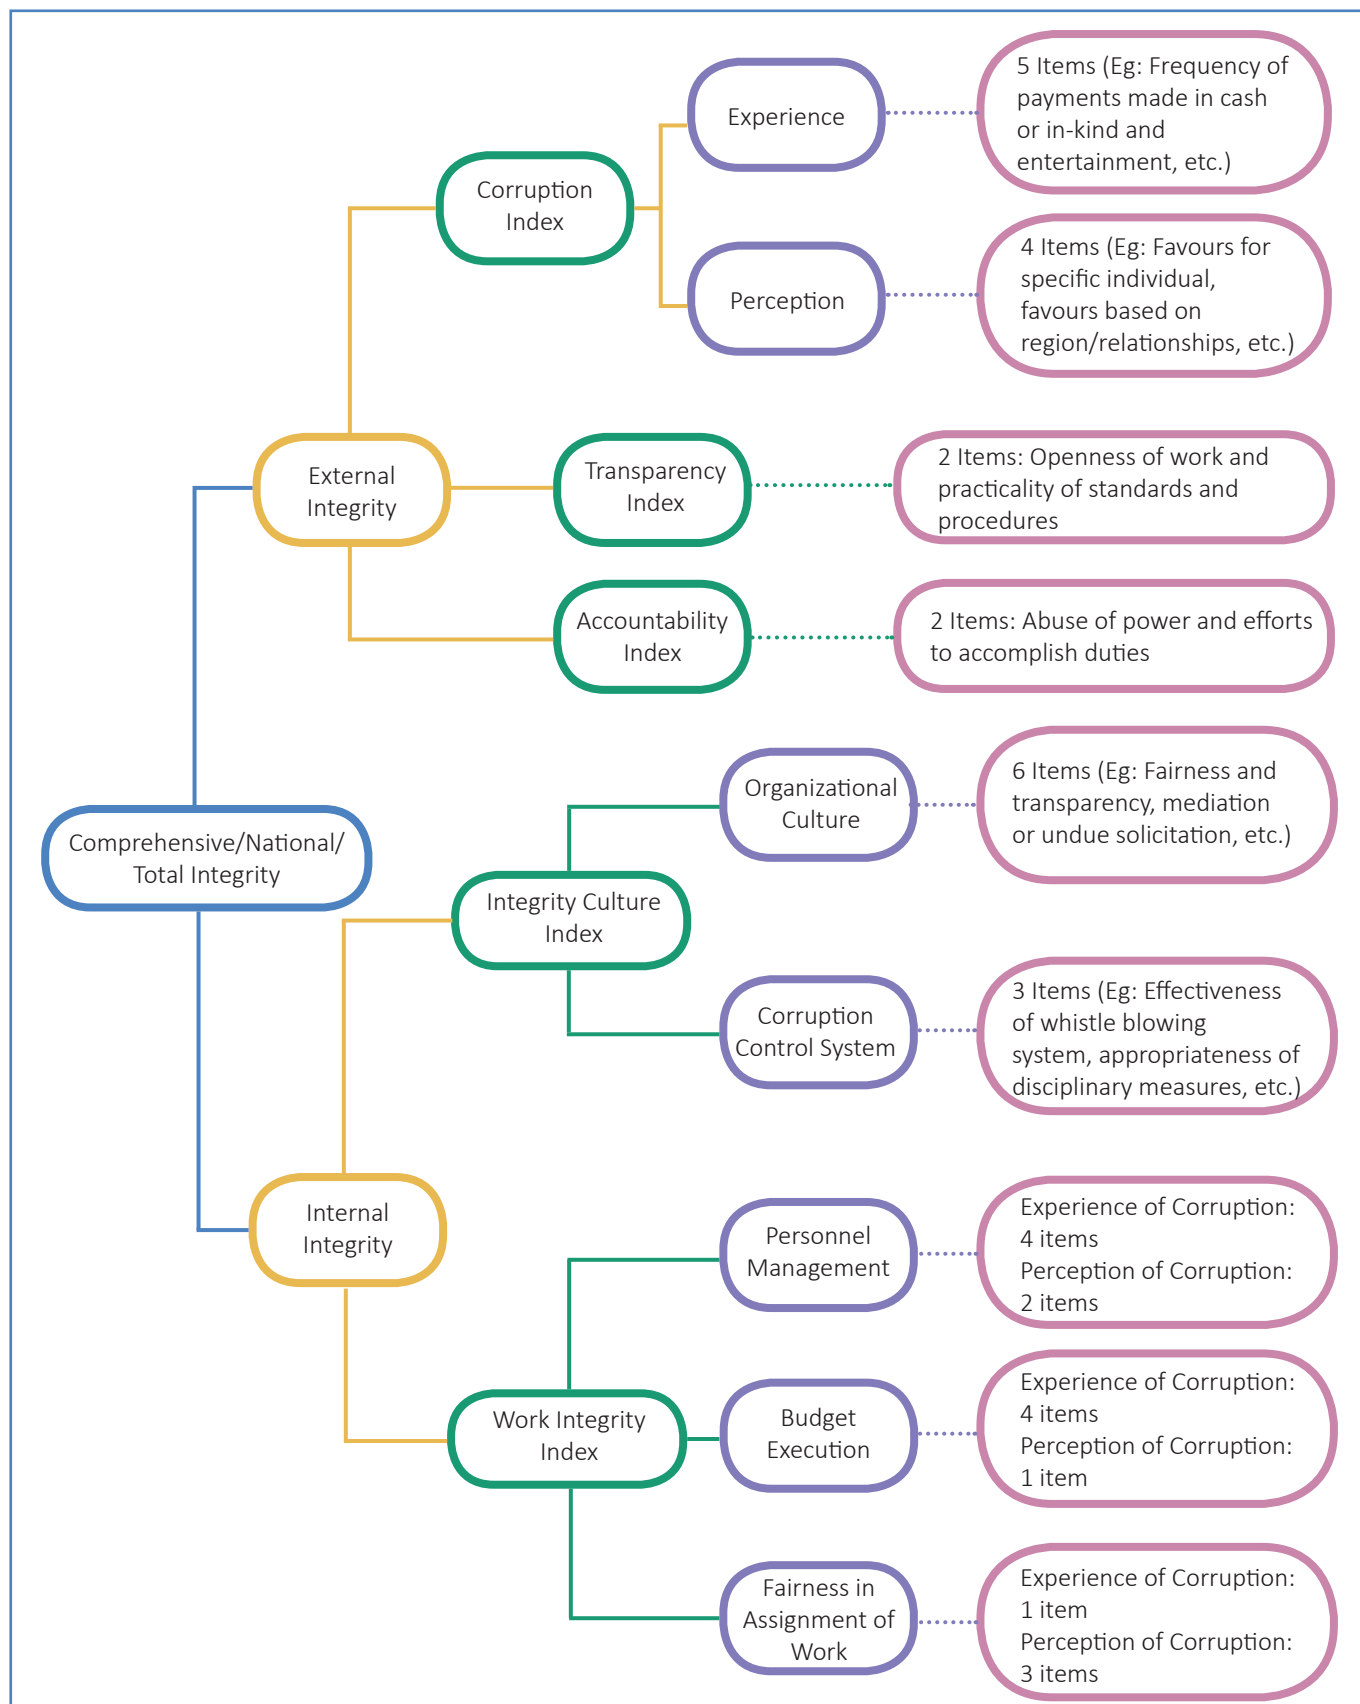 Corruption
Index
Experience
5 Items (Eg: Frequency of
payments made in cash
or in-kind and
entertainment, etc.)
Perception
4 Items (Eg: Favours for
specific individual,
favours based on
region/relationships, etc.)
External
Integrity
Transparency
Index
2 Items: Openness of work and
practicality of standards and
procedures
Accountability
Index
2 Items: Abuse of power and efforts
to accomplish duties
Comprehensive/National/
Total Integrity
Organizational
Culture
6 Items (Eg: Fairness and
transparency, mediation
or undue solicitation, etc.)
Integrity Culture
Index
Corruption
Control System
3 Items (Eg: Effectiveness
of whistle blowing
system, appropriateness of
disciplinary measures, etc.)
Internal
Integrity
Personnel
Management
Experience of Corruption:
4 items
Perception of Corruption:
2 items
Work Integrity
Index
Budget
Execution
Experience of Corruption:
4 items
Perception of Corruption:
1 item
Fairness in
Assignment of
Work
Experience of Corruption:
1 item
Perception of Corruption:
3 items